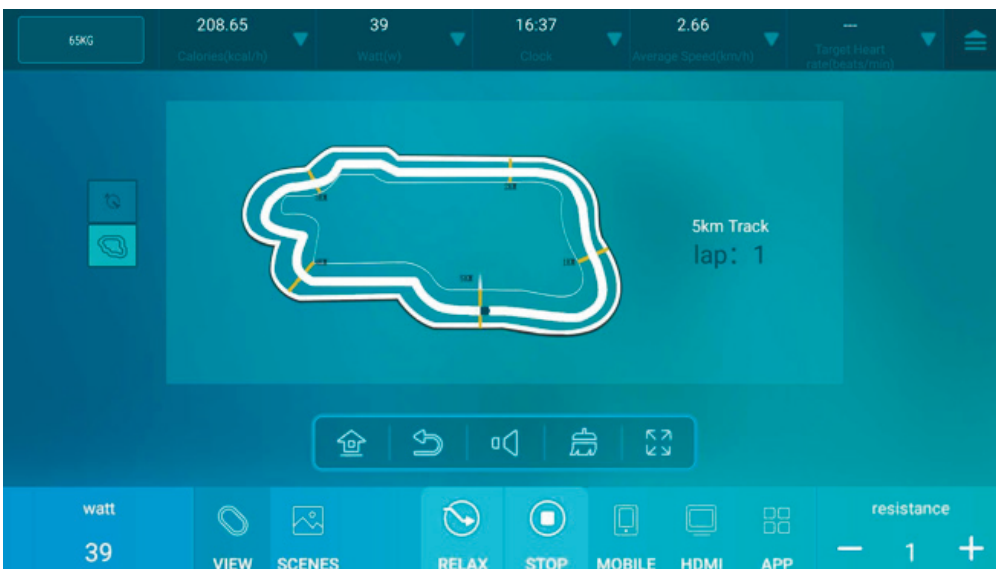 65KG
208.65
Calories(kcal/h)
39
Watt(w)
16:37
Clock
2.66
Average Speed(km/h)
---
Target Heart
rate(beats/min)
5km Track
lap: 1
watt
39
VIEW
SCENES
RELAX
STOP
MOBILE
HDMI
APP
resistance
1